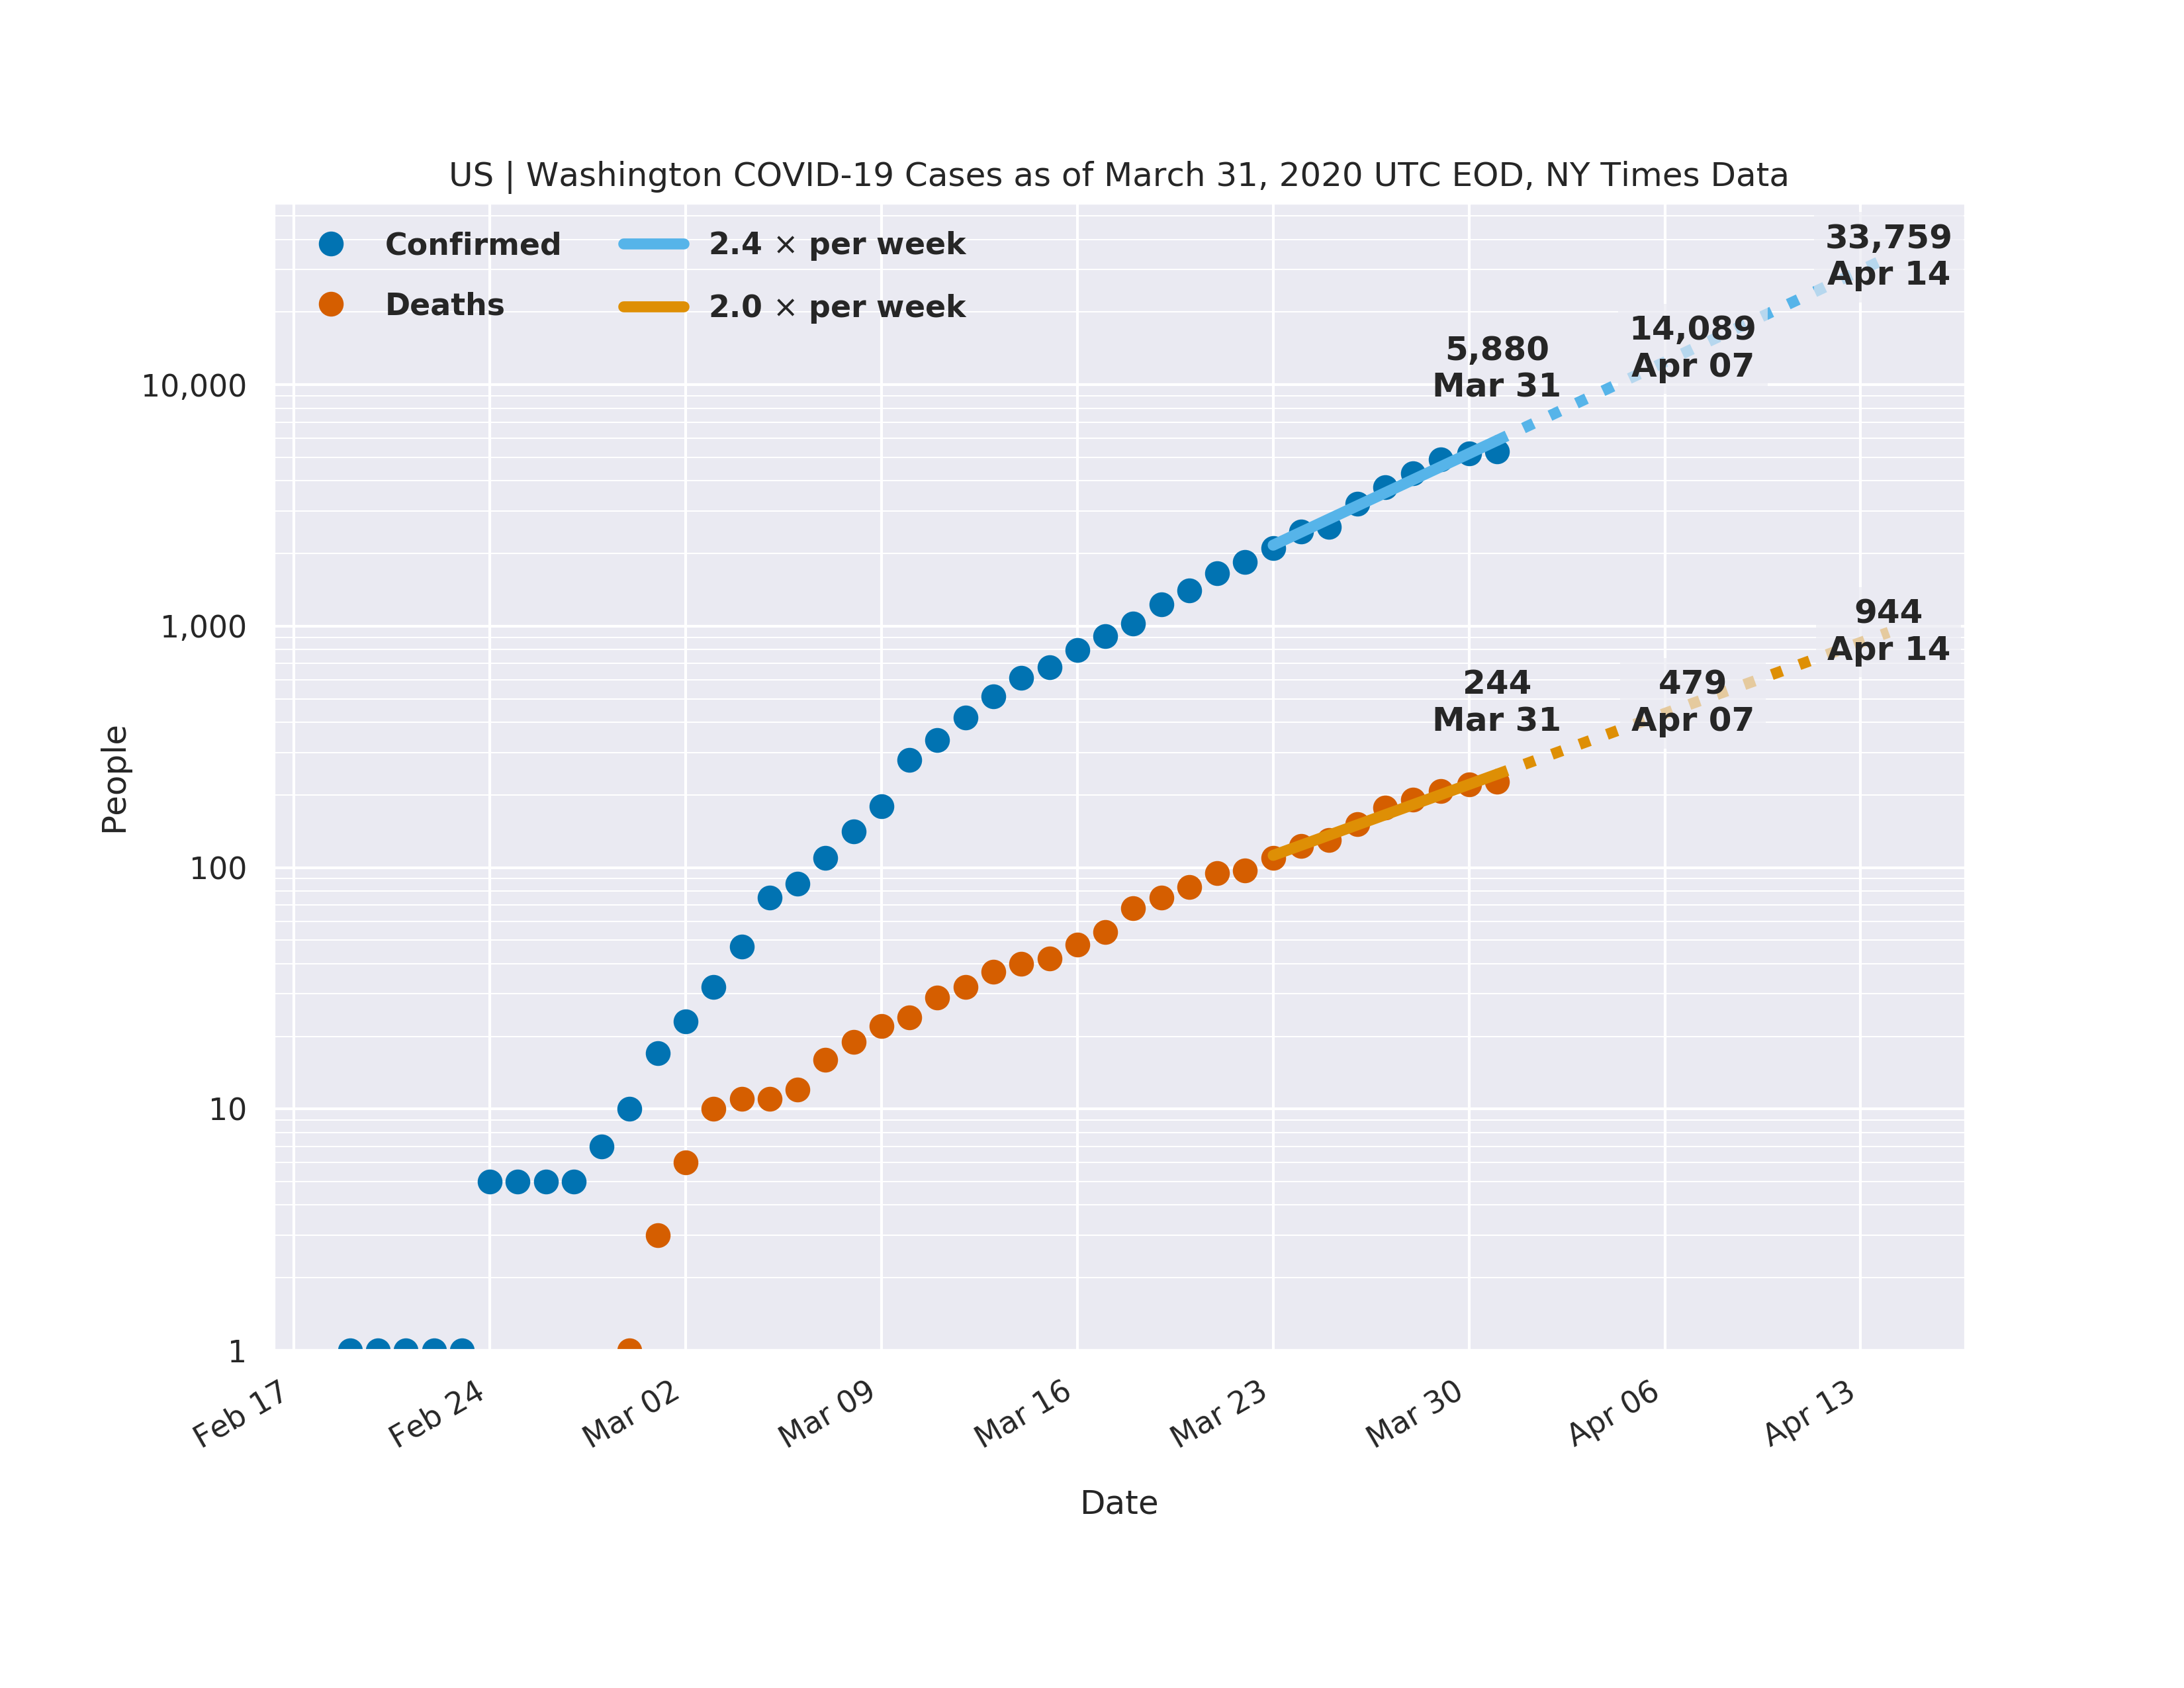 US | Washington COVID-19 Cases as of March 31, 2020 UTC EOD, NY Times Data
Confirmed
Deaths
2.4 × per week
2.0 × per week
33,759
Apr 14
14,089
Apr 07
5,880
Mar 31
944
Apr 14
479
Apr 07
244
Mar 31
People
10,000
1,000
100
10
1
Feb 17
Feb 24
Mar 02
Mar 09
Mar 16
Mar 23
Mar 30
Apr 06
Apr 13
Date